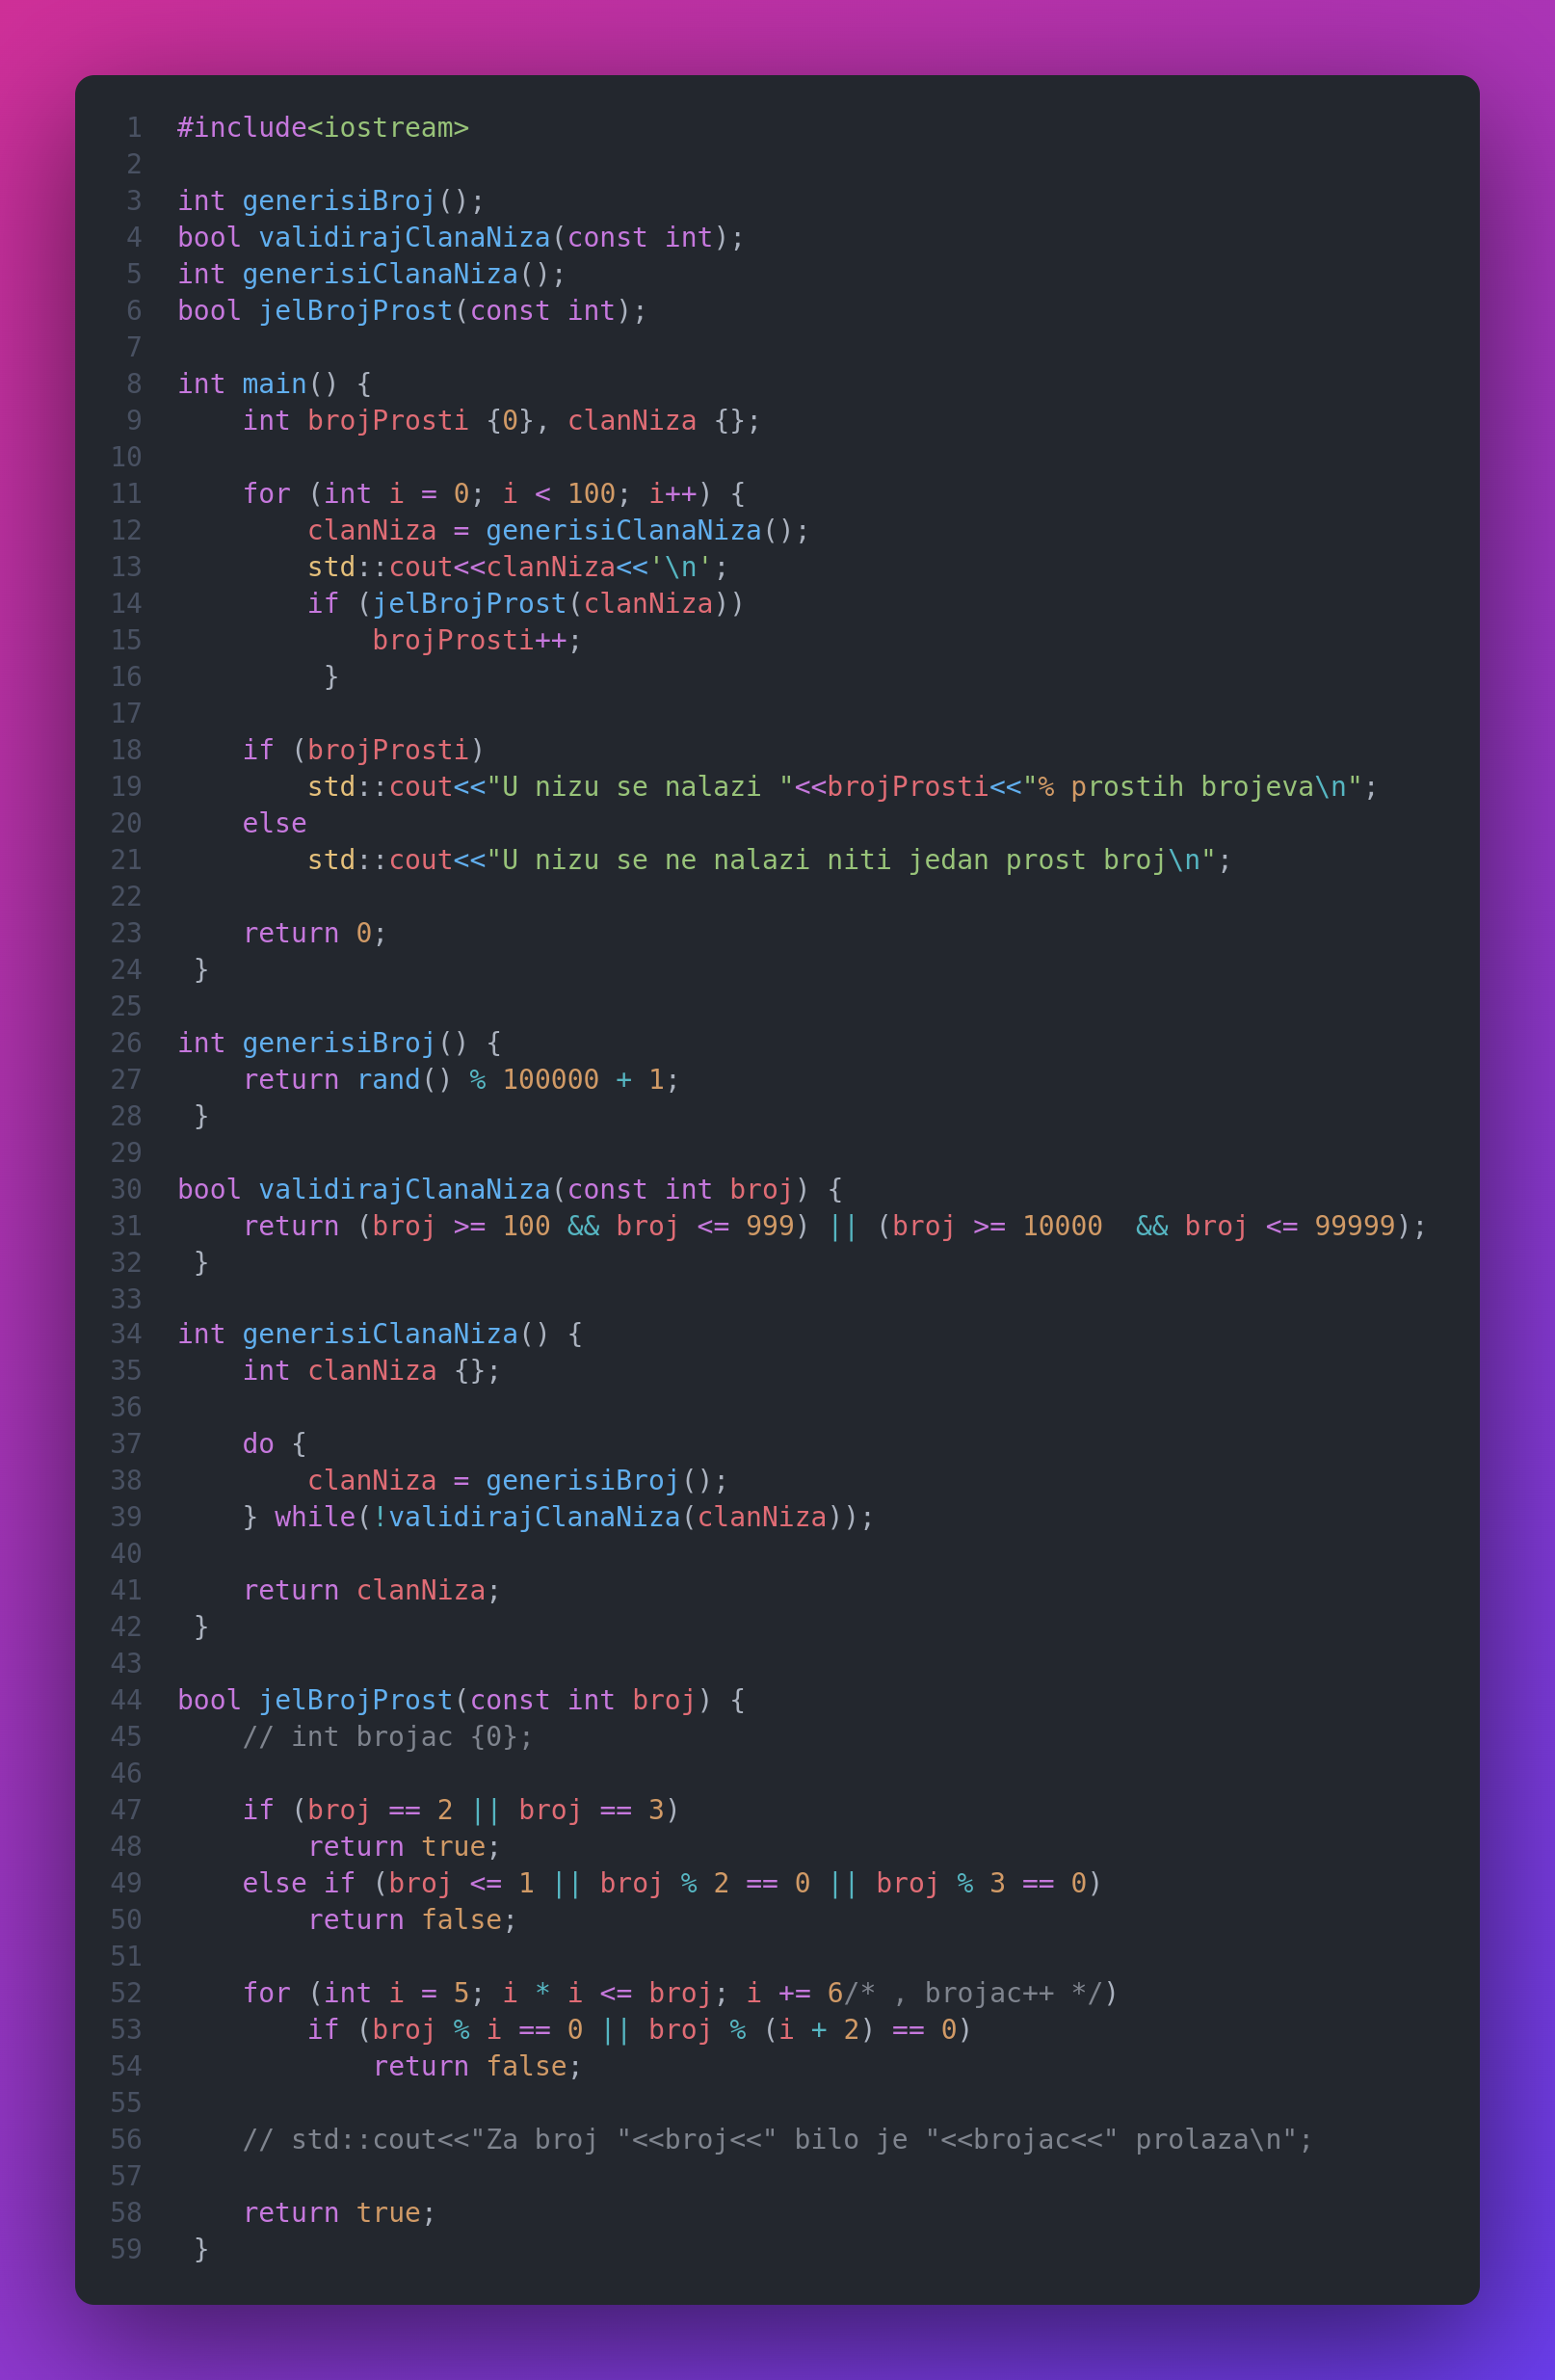 1 #include<iostream>
2
3 int generisiBroj();
4 bool validirajClanaNiza(const int);
5 int generisiClanaNiza();
6 bool jelBrojProst(const int);
7
8 int main() {
9     int brojProsti {0}, clanNiza {};
10
11     for (int i = 0; i < 100; i++) {
12         clanNiza = generisiClanaNiza();
13         std::cout<<clanNiza<<'\n';
14         if (jelBrojProst(clanNiza))
15             brojProsti++;
16          }
17
18     if (brojProsti)
19         std::cout<<"U nizu se nalazi "<<brojProsti<<"% prostih brojeva\n";
20     else
21         std::cout<<"U nizu se ne nalazi niti jedan prost broj\n";
22
23     return 0;
24  }
25
26 int generisiBroj() {
27     return rand() % 100000 + 1;
28  }
29
30 bool validirajClanaNiza(const int broj) {
31     return (broj >= 100 && broj <= 999) || (broj >= 10000  && broj <= 99999);
32  }
33
34 int generisiClanaNiza() {
35     int clanNiza {};
36
37     do {
38         clanNiza = generisiBroj();
39     } while(!validirajClanaNiza(clanNiza));
40
41     return clanNiza;
42  }
43
44 bool jelBrojProst(const int broj) {
45     // int brojac {0};
46
47     if (broj == 2 || broj == 3)
48         return true;
49     else if (broj <= 1 || broj % 2 == 0 || broj % 3 == 0)
50         return false;
51
52     for (int i = 5; i * i <= broj; i += 6/* , brojac++ */)
53         if (broj % i == 0 || broj % (i + 2) == 0)
54             return false;
55
56     // std::cout<<"Za broj "<<broj<<" bilo je "<<brojac<<" prolaza\n";
57
58     return true;
59  }